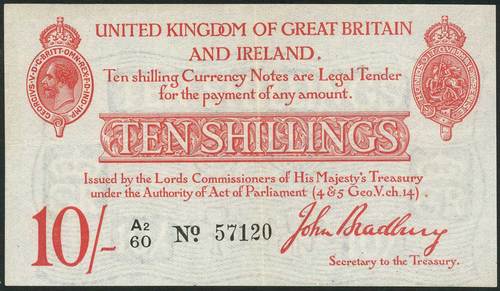 UNITED KINGDOM OF GREAT BRITAIN
AND IRELAND.
Ten shilling Currency Notes are Legal Tender
for the payment of any amount.
TEN SHILLINGS
Issued by the Lords Commissioners of His Majesty's Treasury
under the Authority of Act of Parliament (4 & 5 Geo.V. ch.14).
10/-
A2
60
No 57120
John Bradbury
Secretary to the Treasury.